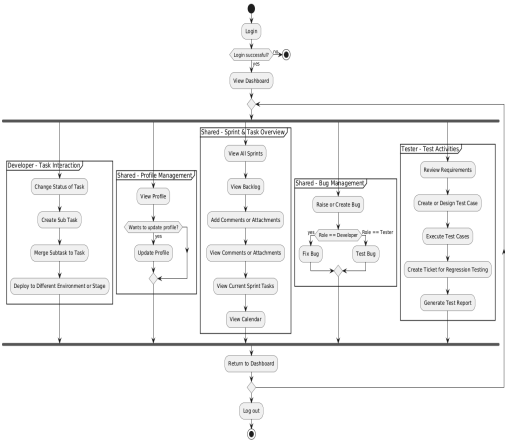 Login
Login successful?
no
yes
View Dashboard
Developer - Task Interaction
Change Status of Task
Create Sub Task
Merge Subtask to Task
Deploy to Different Environment or Stage
Shared - Profile Management
View Profile
Wants to update profile?
yes
Update Profile
Shared - Sprint & Task Overview
View All Sprints
View Backlog
Add Comments or Attachments
View Comments or Attachments
View Current Sprint Tasks
View Calendar
Shared - Bug Management
Raise or Create Bug
yes
Role == Developer
Role == Tester
Fix Bug
Test Bug
Tester - Test Activities
Review Requirements
Create or Design Test Case
Execute Test Cases
Create Ticket for Regression Testing
Generate Test Report
Return to Dashboard
Log out